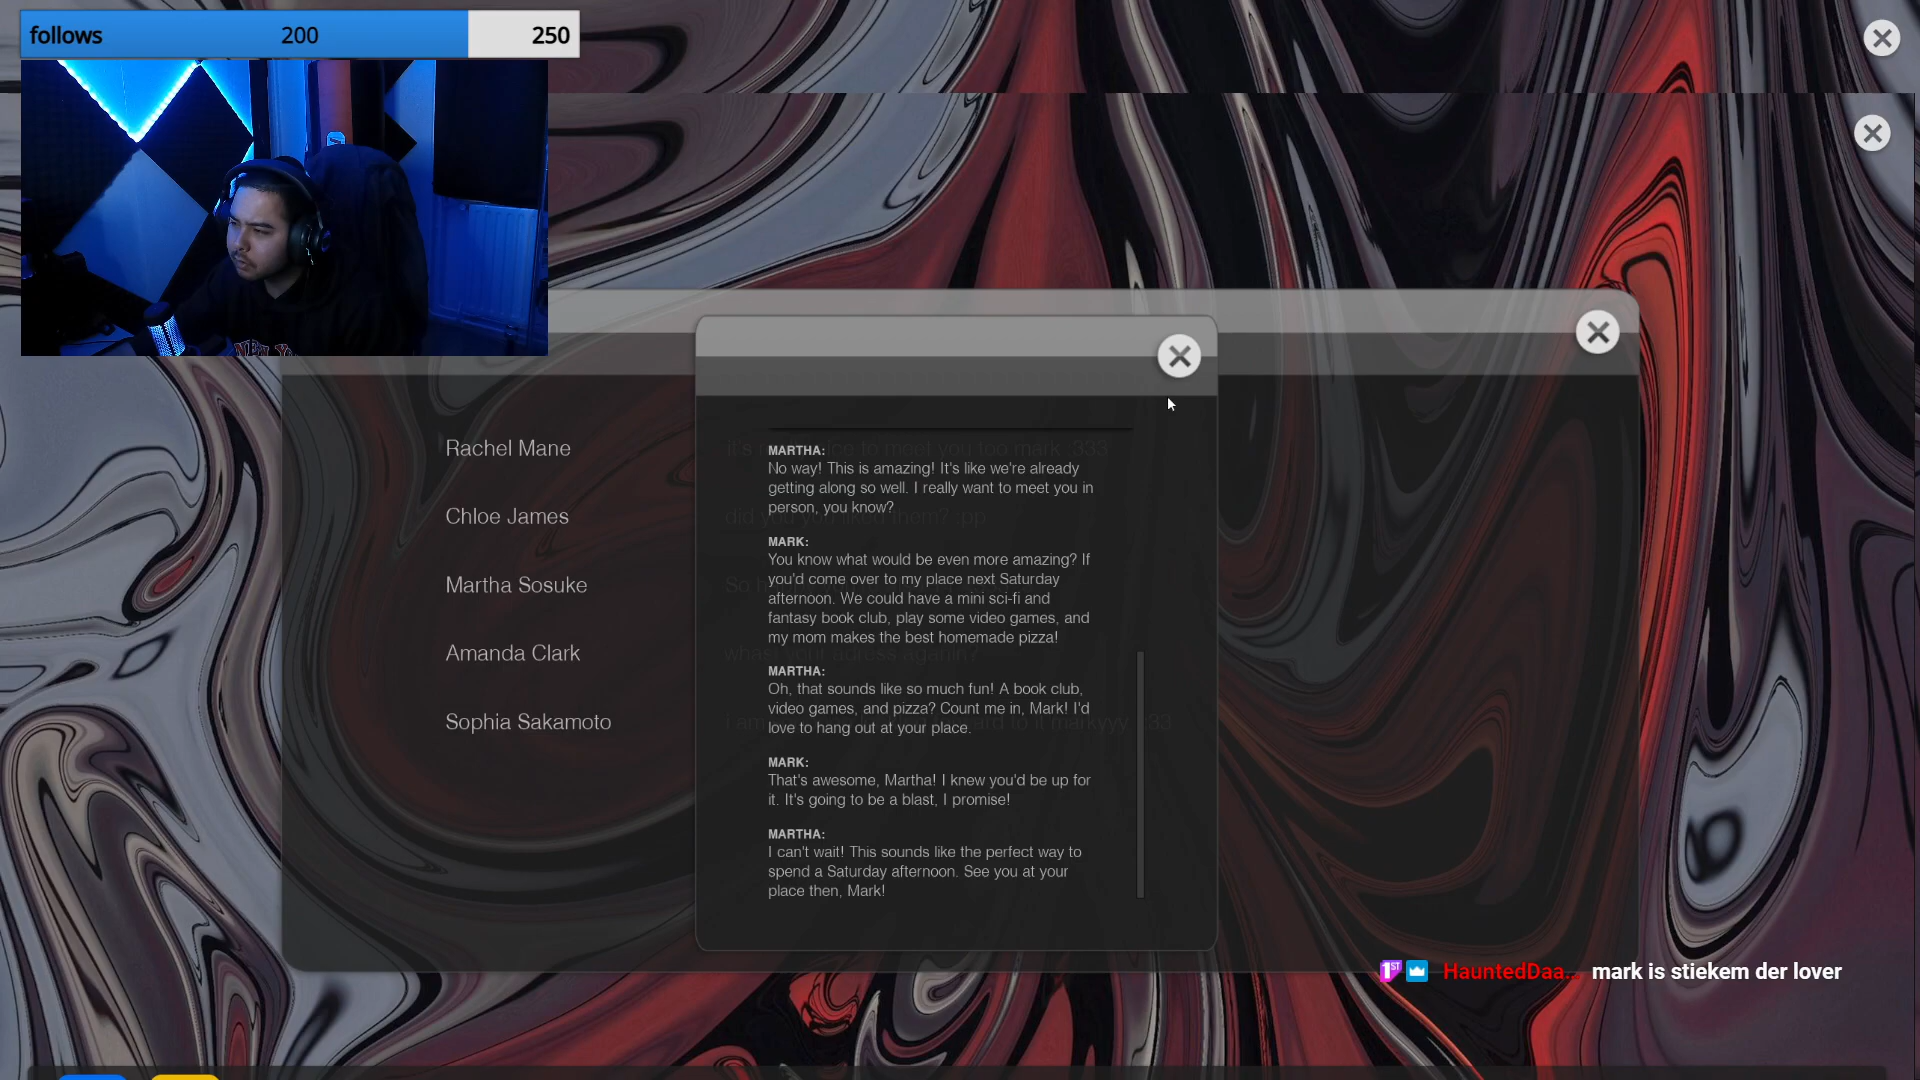 follows 200 250
Rachel Mane
Chloe James
Martha Sosuke
Amanda Clark
Sophia Sakamoto
MARTHA:
No way! This is amazing! It's like we're already
getting along so well. I really want to meet you in
person, you know?
MARK:
You know what would be even more amazing? If
you'd come over to my place next Saturday
afternoon. We could have a mini sci-fi and
fantasy book club, play some video games, and
my mom makes the best homemade pizza!
MARTHA:
Oh, that sounds like so much fun! A book club,
video games, and pizza? Count me in, Mark! I'd
love to hang out at your place.
MARK:
That's awesome, Martha! I knew you'd be up for
it. It's going to be a blast, I promise!
MARTHA:
I can't wait! This sounds like the perfect way to
spend a Saturday afternoon. See you at your
place then, Mark!
1ST HauntedDaa... mark is stiekem der lover
NEW